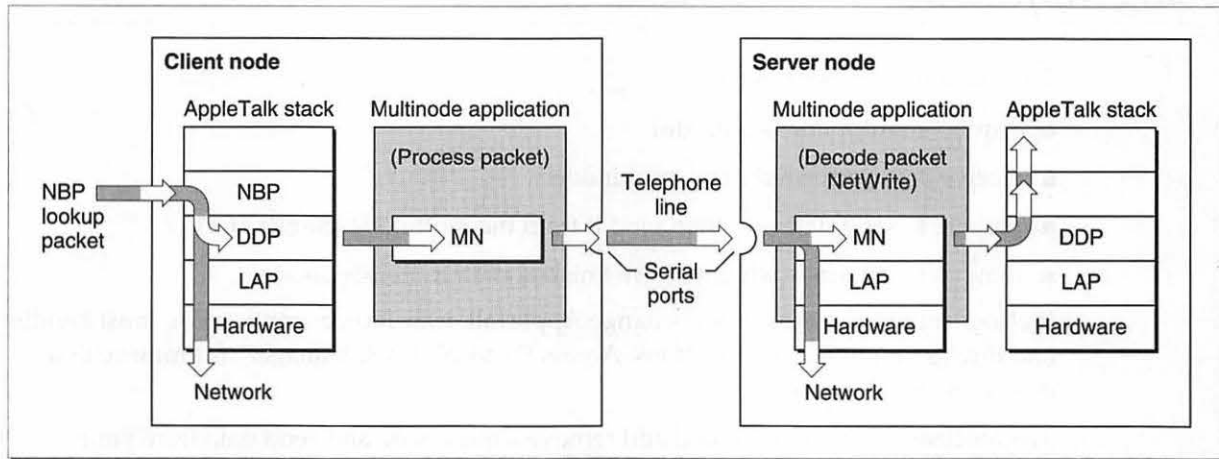 Client node
AppleTalk stack
Multinode application
(Process packet)
NBP
lookup
packet
NBP
DDP
LAP
Hardware
MN
Network
Telephone
line
Serial
ports
Server node
Multinode application
AppleTalk stack
(Decode packet
NetWrite)
MN
LAP
Hardware
DDP
LAP
Hardware
Network